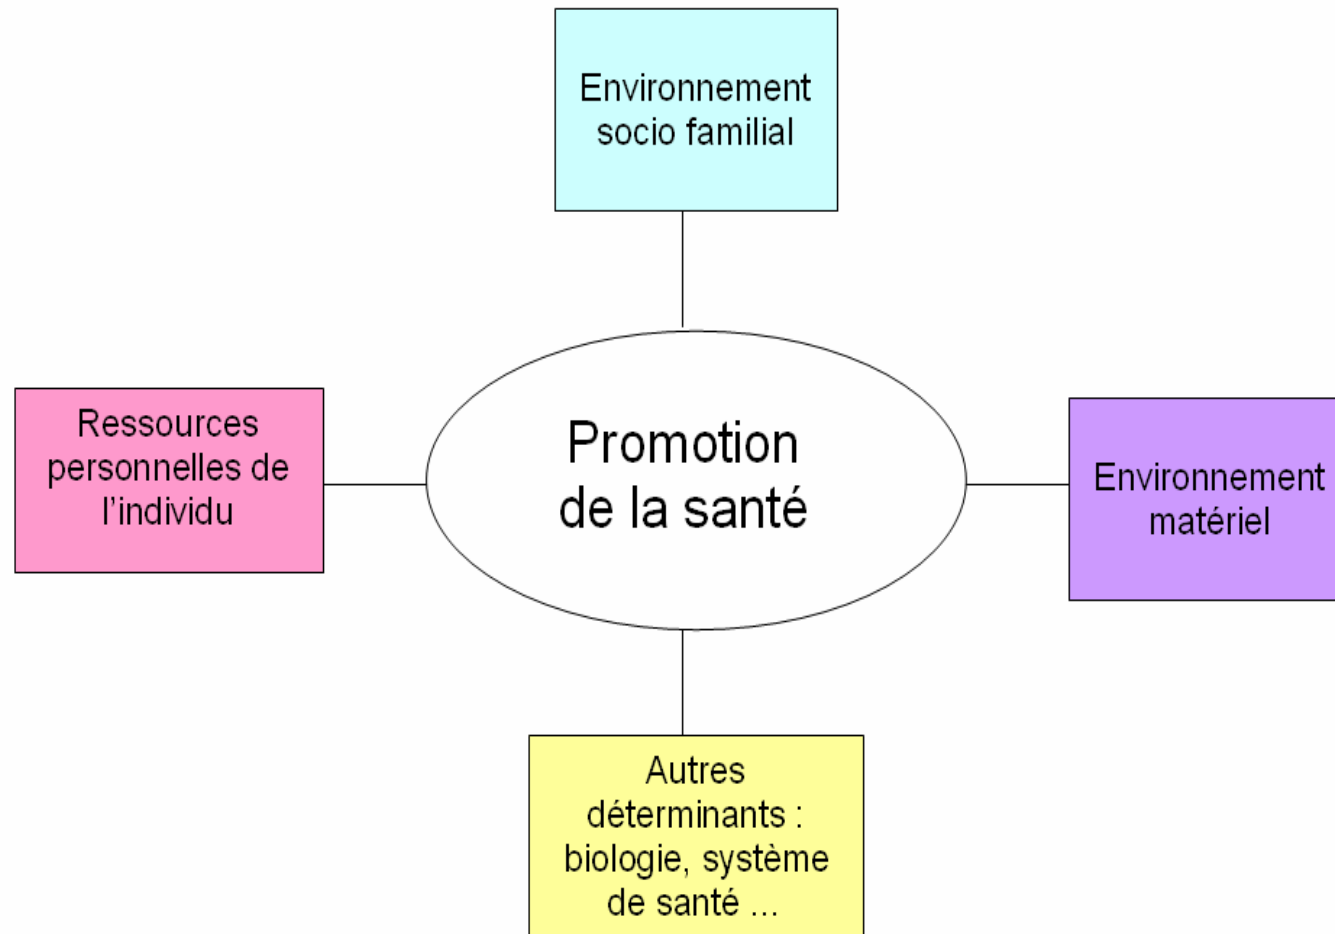 Environnement
socio familial
Ressources
personnelles de
l'individu
Promotion
de la santé
Environnement
matériel
Autres
déterminants :
biologie, système
de santé ...